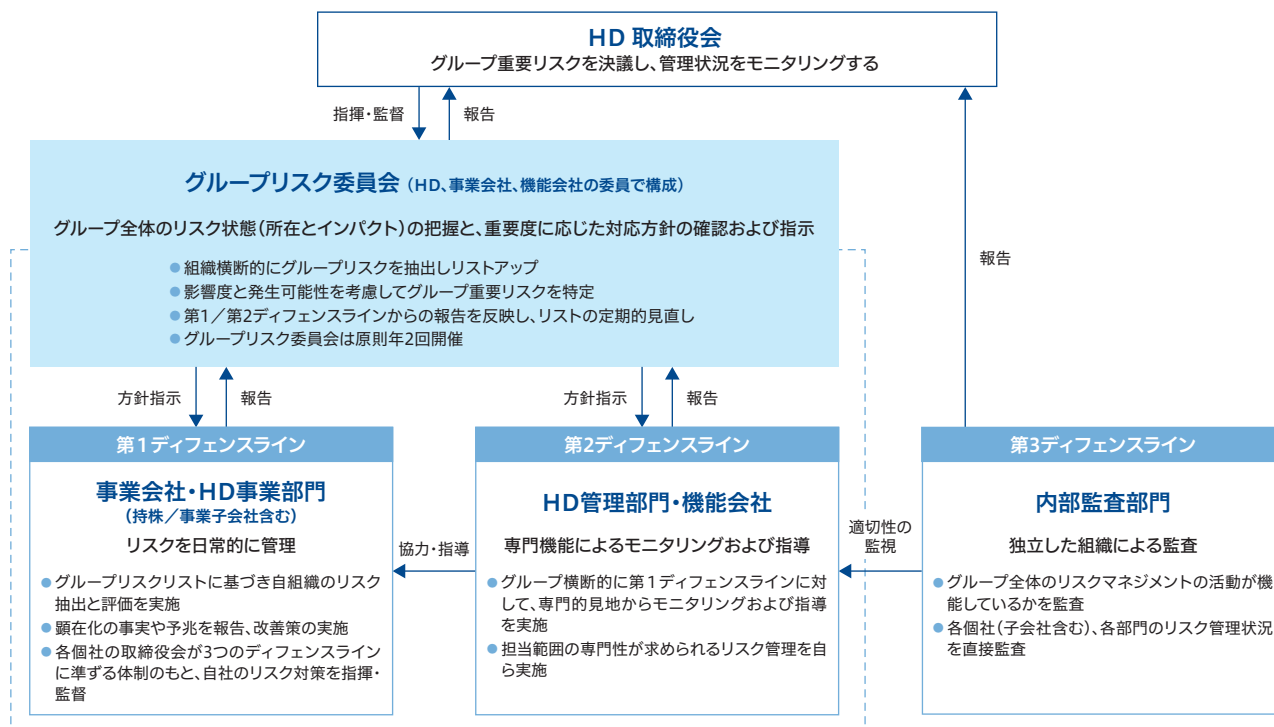 HD 取締役会
グループ重要リスクを決議し、管理状況をモニタリングする
指揮・監督
報告
グループリスク委員会（HD、事業会社、機能会社の委員で構成）
グループ全体のリスク状態（所在とインパクト）の把握と、重要度に応じた対応方針の確認および指示
●組織横断的にグループリスクを抽出しリストアップ
●影響度と発生可能性を考慮してグループ重要リスクを特定
●第1／第2ディフェンスラインからの報告を反映し、リストの定期的見直し
●グループリスク委員会は原則年2回開催
報告
方針指示
報告
方針指示
報告
第1ディフェンスライン
事業会社・HD事業部門
（持株／事業子会社含む）
リスクを日常的に管理
●グループリスクリストに基づき自組織のリスク
抽出と評価を実施
●顕在化の事実や予兆を報告、改善策の実施
●各個社の取締役会が3つのディフェンスライン
に準ずる体制のもと、自社のリスク対策を指揮・
監督
協力・指導
第2ディフェンスライン
HD管理部門・機能会社
専門機能によるモニタリングおよび指導
●グループ横断的に第1ディフェンスラインに対
して、専門的見地からモニタリングおよび指導
を実施
●担当範囲の専門性が求められるリスク管理を自
ら実施
適切性の
監視
第3ディフェンスライン
内部監査部門
独立した組織による監査
●グループ全体のリスクマネジメントの活動が機
能しているかを監査
●各個社（子会社含む）、各部門のリスク管理状況
を直接監査